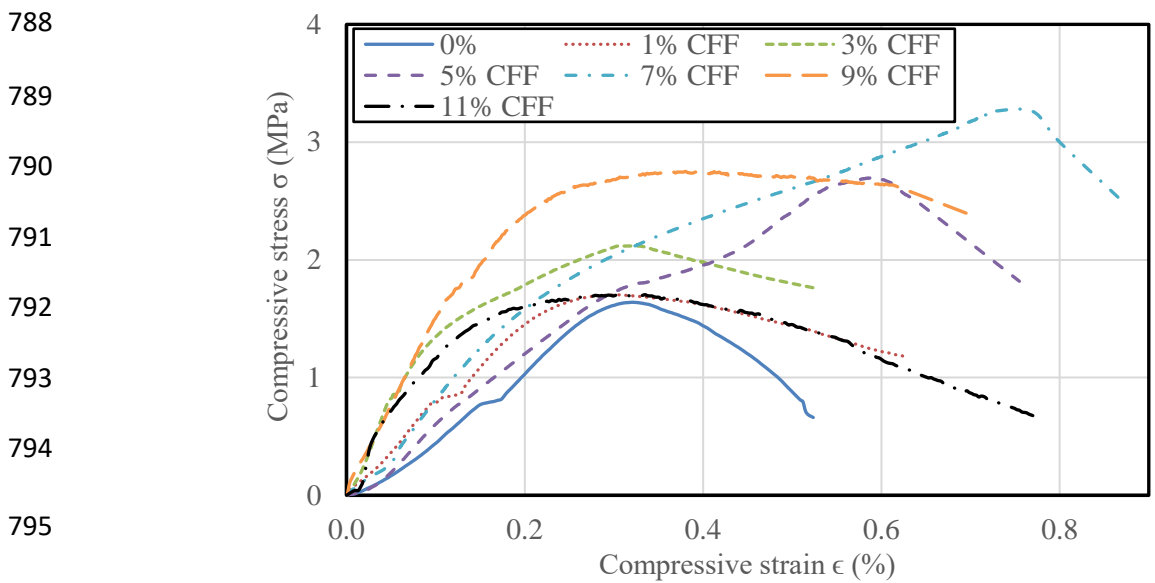 788
789
790
791
792
793
794
795
4
3
2
1
0
Compressive stress σ (MPa)
0% 1% CFF 3% CFF
5% CFF 7% CFF 9% CFF
11% CFF
0.0 0.2 0.4 0.6 0.8
Compressive strain ϵ (%)